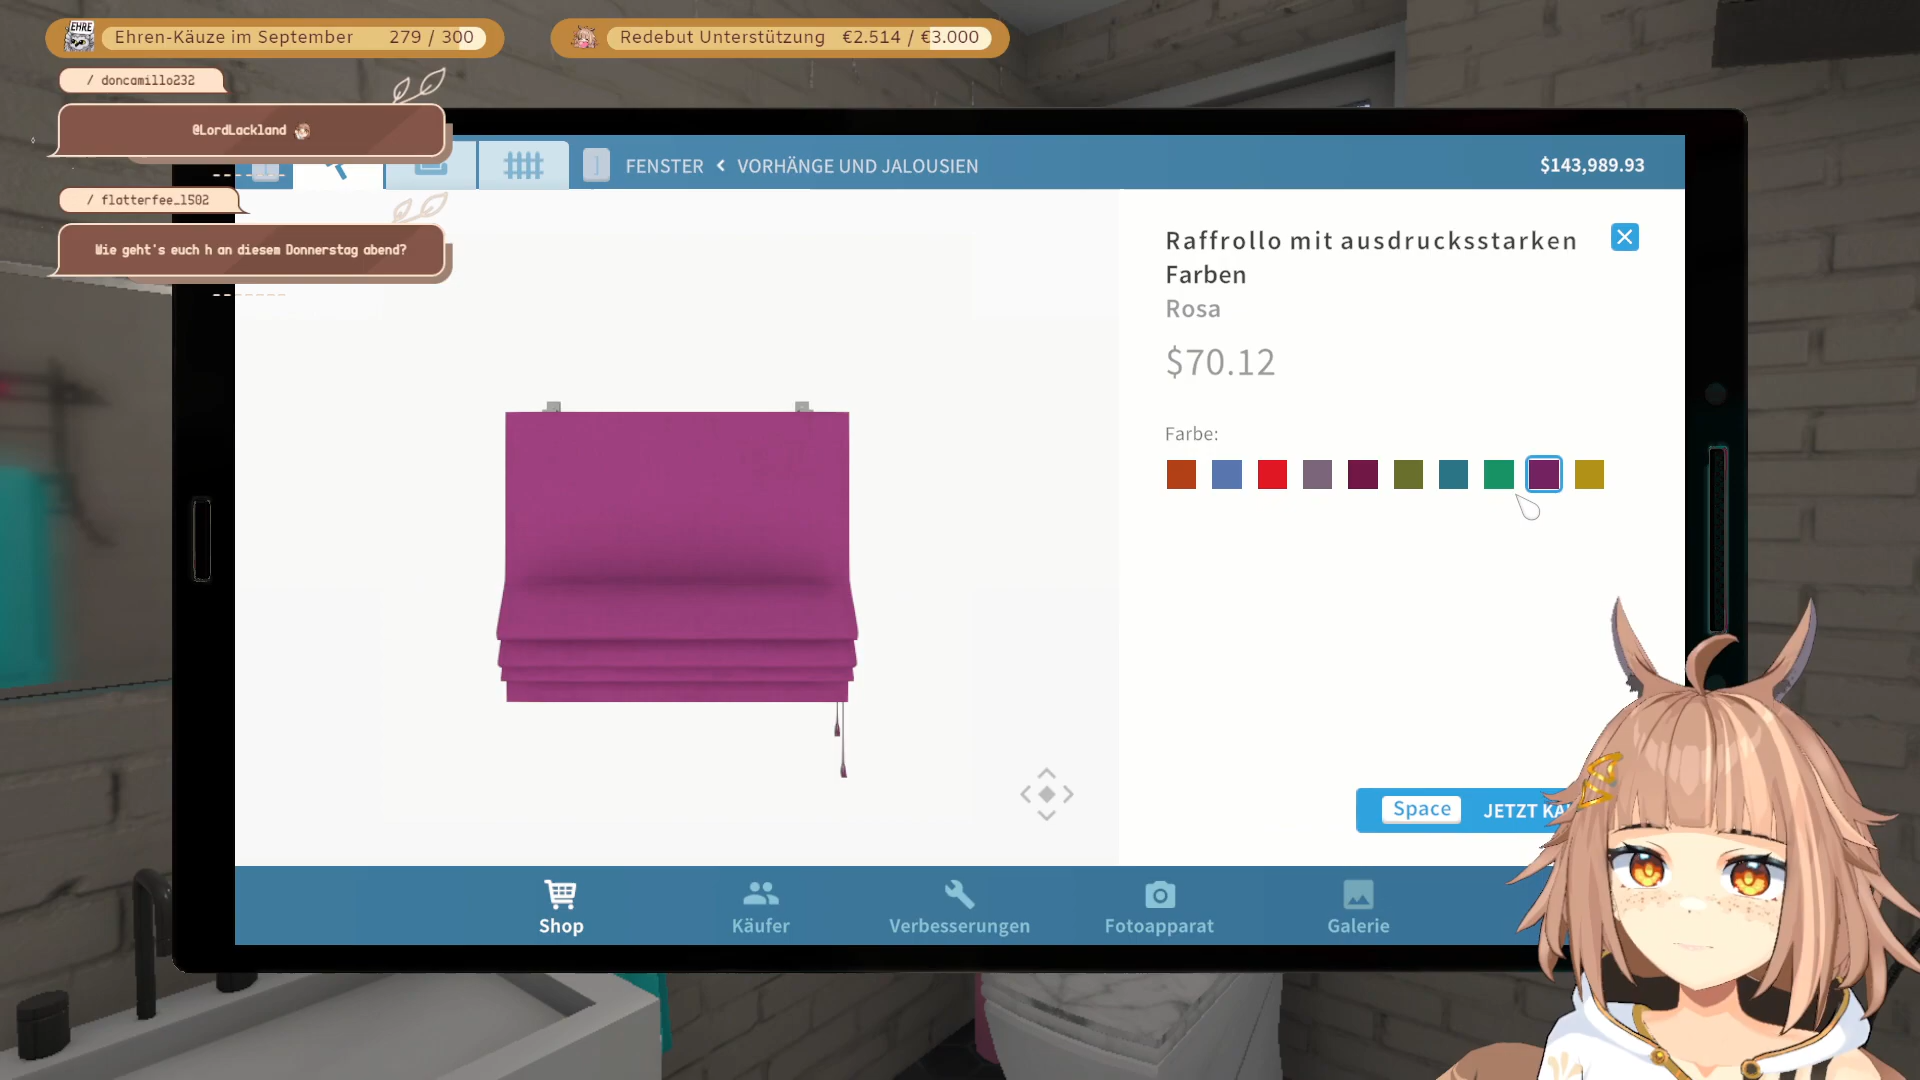 EHRE
Ehren-Käuze im September 279 / 300
Redebut Unterstützung €2.514 / €3.000
/ doncamillo232
@LordLackland
/ flatterfee_1502
Wie geht's euch h an diesem Donnerstag abend?
]
FENSTER < VORHÄNGE UND JALOUSIEN
$143,989.93
Raffrollo mit ausdrucksstarken
Farben
Rosa
$70.12
Farbe:
Space JETZT
Shop
Käufer
Verbesserungen
Fotoapparat
Galerie